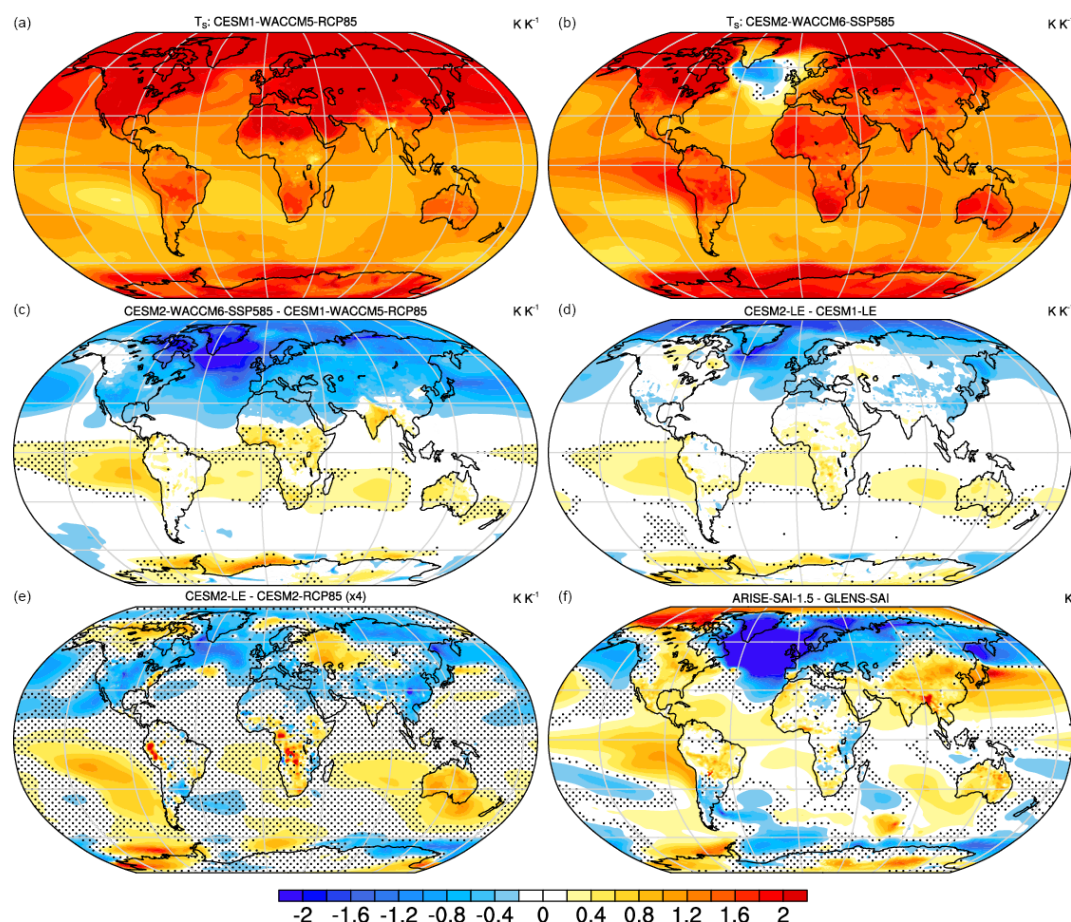 (a) T_S: CESM1-WACCM5-RCP85 K K⁻¹
(b) T_S: CESM2-WACCM6-SSP585 K K⁻¹
(c) CESM2-WACCM6-SSP585 - CESM1-WACCM5-RCP85 K K⁻¹
(d) CESM2-LE - CESM1-LE K K⁻¹
(e) CESM2-LE - CESM2-RCP85 (x4) K K⁻¹
(f) ARISE-SAI-1.5 - GLENS-SAI K
-2 -1.6 -1.2 -0.8 -0.4 0 0.4 0.8 1.2 1.6 2